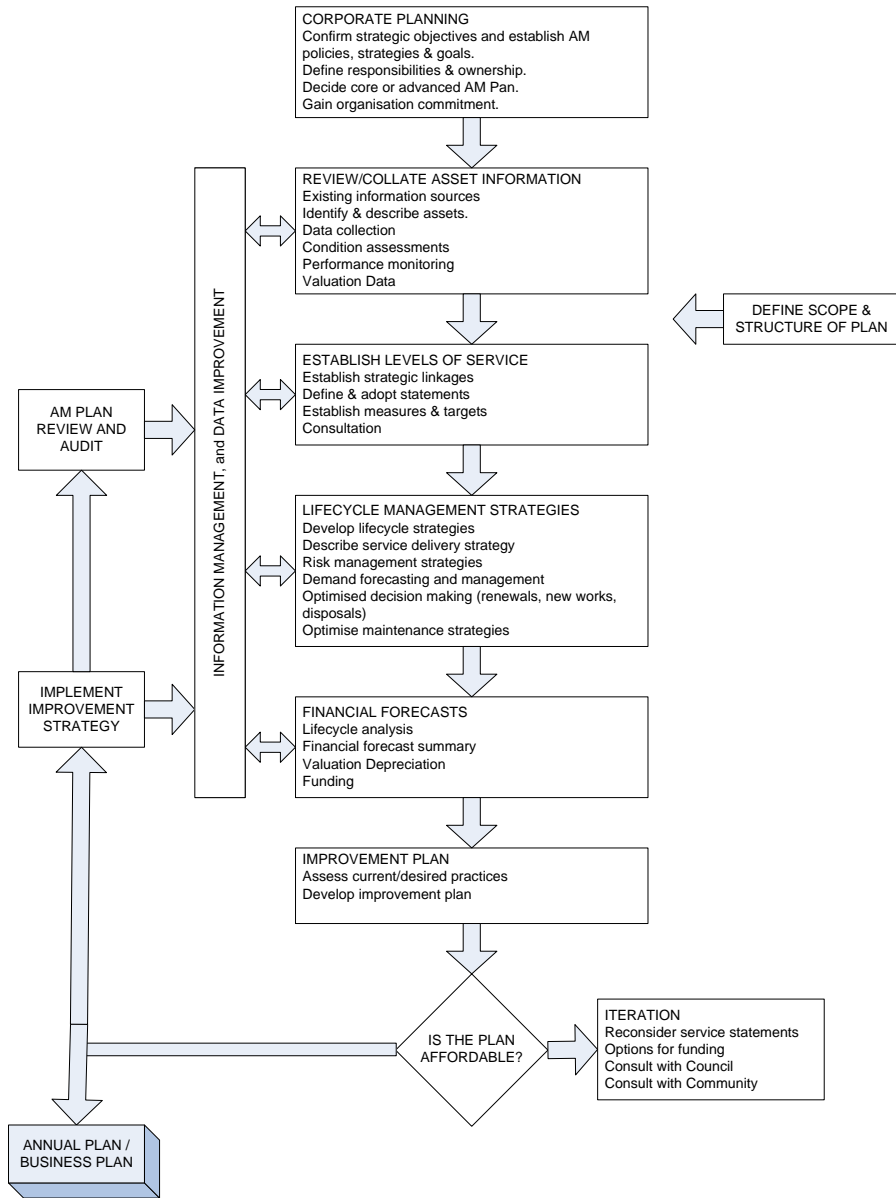 CORPORATE PLANNING
Confirm strategic objectives and establish AM
policies, strategies & goals.
Define responsibilities & ownership.
Decide core or advanced AM Pan.
Gain organisation commitment.
REVIEW/COLLATE ASSET INFORMATION
Existing information sources
Identify & describe assets.
Data collection
Condition assessments
Performance monitoring
Valuation Data
DEFINE SCOPE &
STRUCTURE OF PLAN
INFORMATION MANAGEMENT, and DATA IMPROVEMENT
ESTABLISH LEVELS OF SERVICE
Establish strategic linkages
Define & adopt statements
Establish measures & targets
Consultation
AM PLAN
REVIEW AND
AUDIT
LIFECYCLE MANAGEMENT STRATEGIES
Develop lifecycle strategies
Describe service delivery strategy
Risk management strategies
Demand forecasting and management
Optimised decision making (renewals, new works,
disposals)
Optimise maintenance strategies
IMPLEMENT
IMPROVEMENT
STRATEGY
FINANCIAL FORECASTS
Lifecycle analysis
Financial forecast summary
Valuation Depreciation
Funding
IMPROVEMENT PLAN
Assess current/desired practices
Develop improvement plan
IS THE PLAN
AFFORDABLE?
ITERATION
Reconsider service statements
Options for funding
Consult with Council
Consult with Community
ANNUAL PLAN /
BUSINESS PLAN